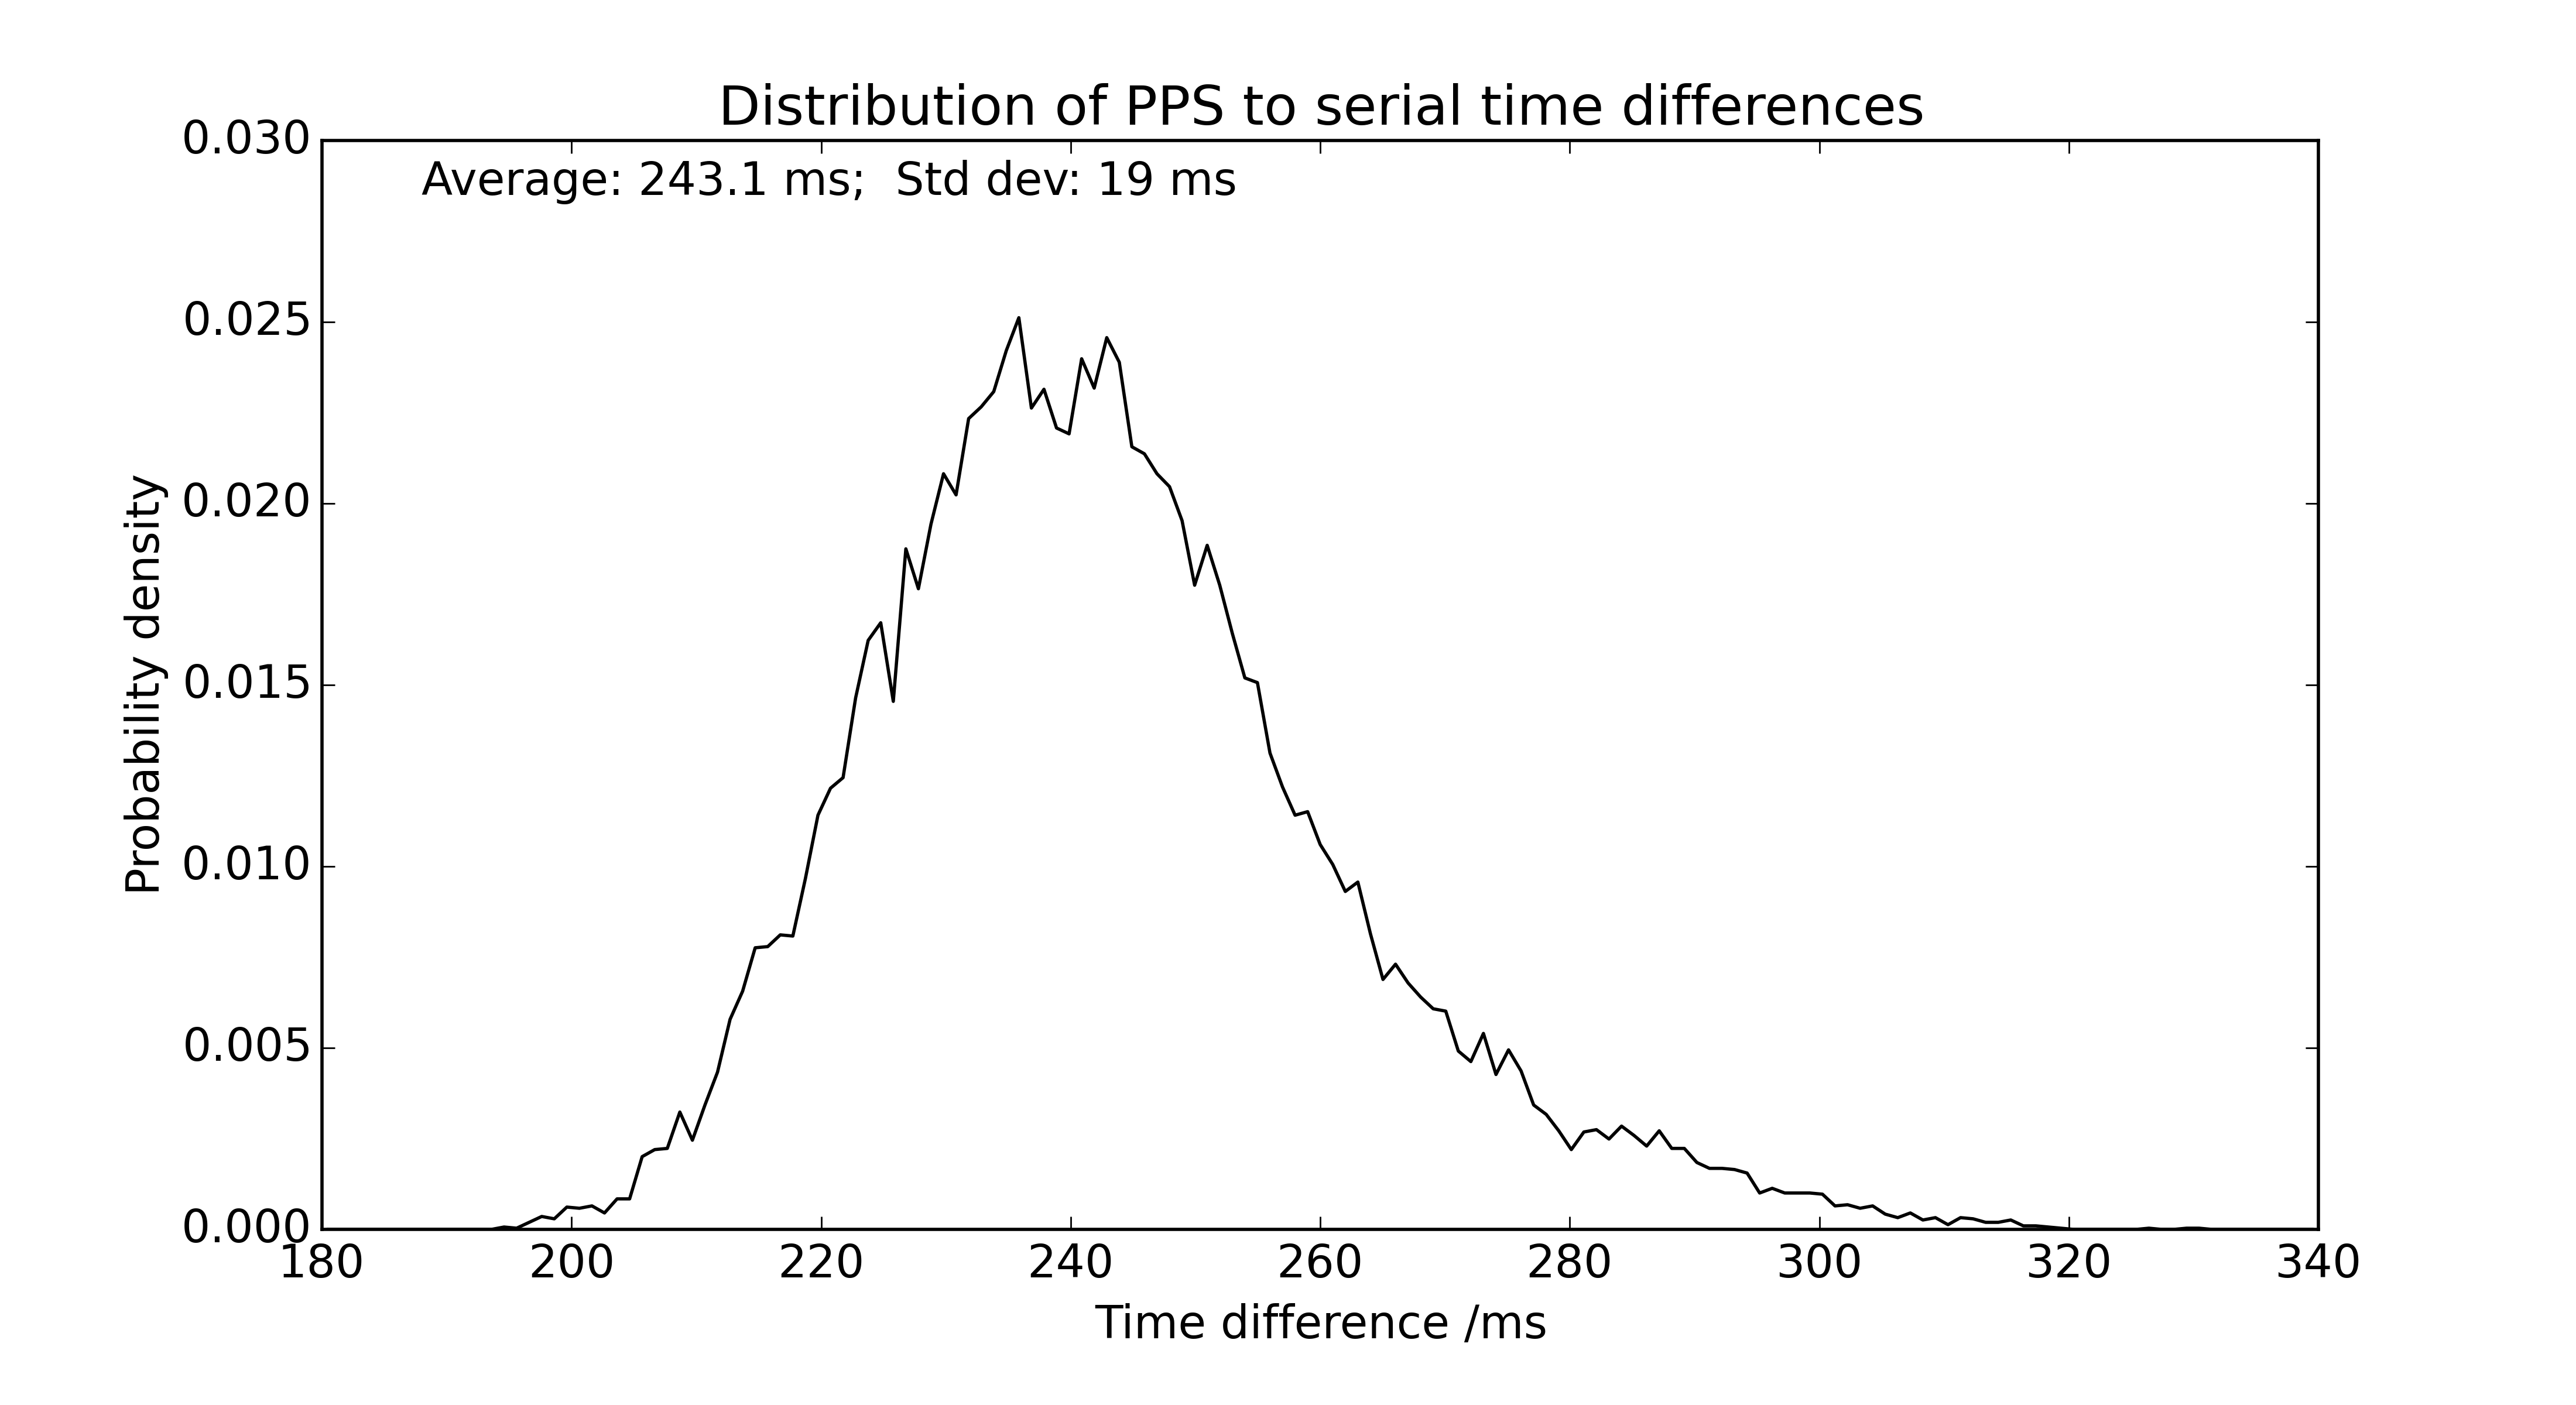 Distribution of PPS to serial time differences
Average: 243.1 ms;  Std dev: 19 ms
0.030
0.025
0.020
0.015
0.010
0.005
0.000
Probability density
180 200 220 240 260 280 300 320 340
Time difference /ms